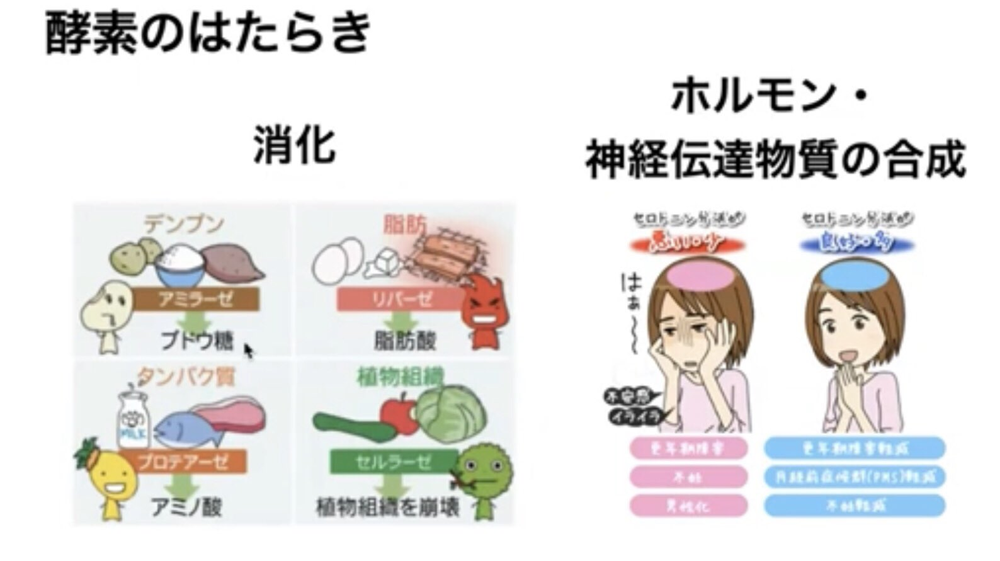 酵素のはたらき
消化
デンプン
アミラーゼ
ブドウ糖
脂肪
リパーゼ
脂肪酸
タンパク質
MILK
プロテアーゼ
アミノ酸
植物組織
セルラーゼ
植物組織を崩壊
ホルモン・
神経伝達物質の合成
セロトニン分泌が
悪い口分
セロトニン分泌が
はぁ〜
不安感
イライラ
更年期障害
不妊
男性化
更年期障害軽減
月経前症候群(PMS)軽減
不妊軽減